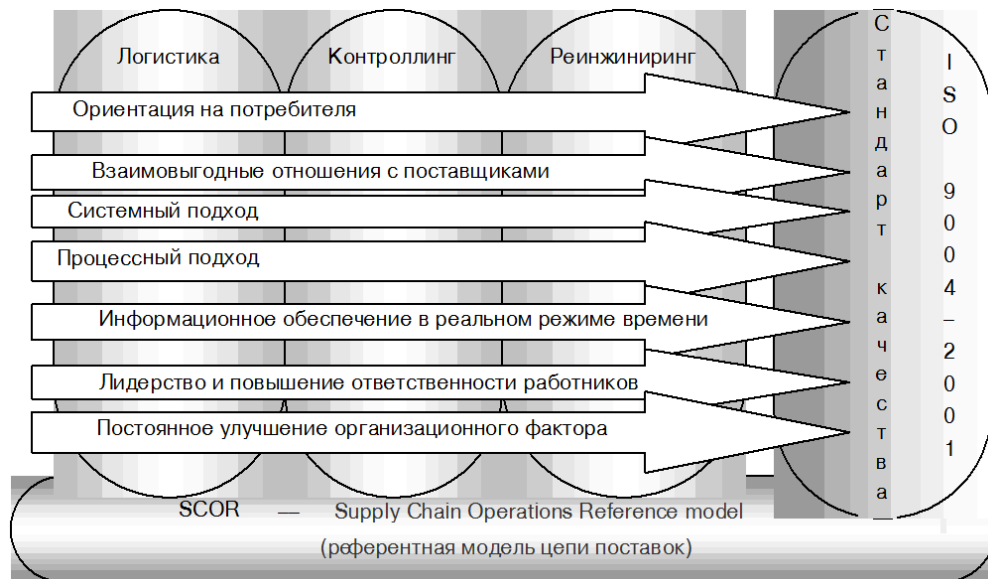 Логистика
Контроллинг
Реинжиниринг
Ориентация на потребителя
Взаимовыгодные отношения с поставщиками
Системный подход
Процессный подход
Информационное обеспечение в реальном режиме времени
Лидерство и повышение ответственности работников
Постоянное улучшение организационного фактора
Стандарт качества
ISO 9004–2001
SCOR — Supply Chain Operations Reference model
(референтная модель цепи поставок)